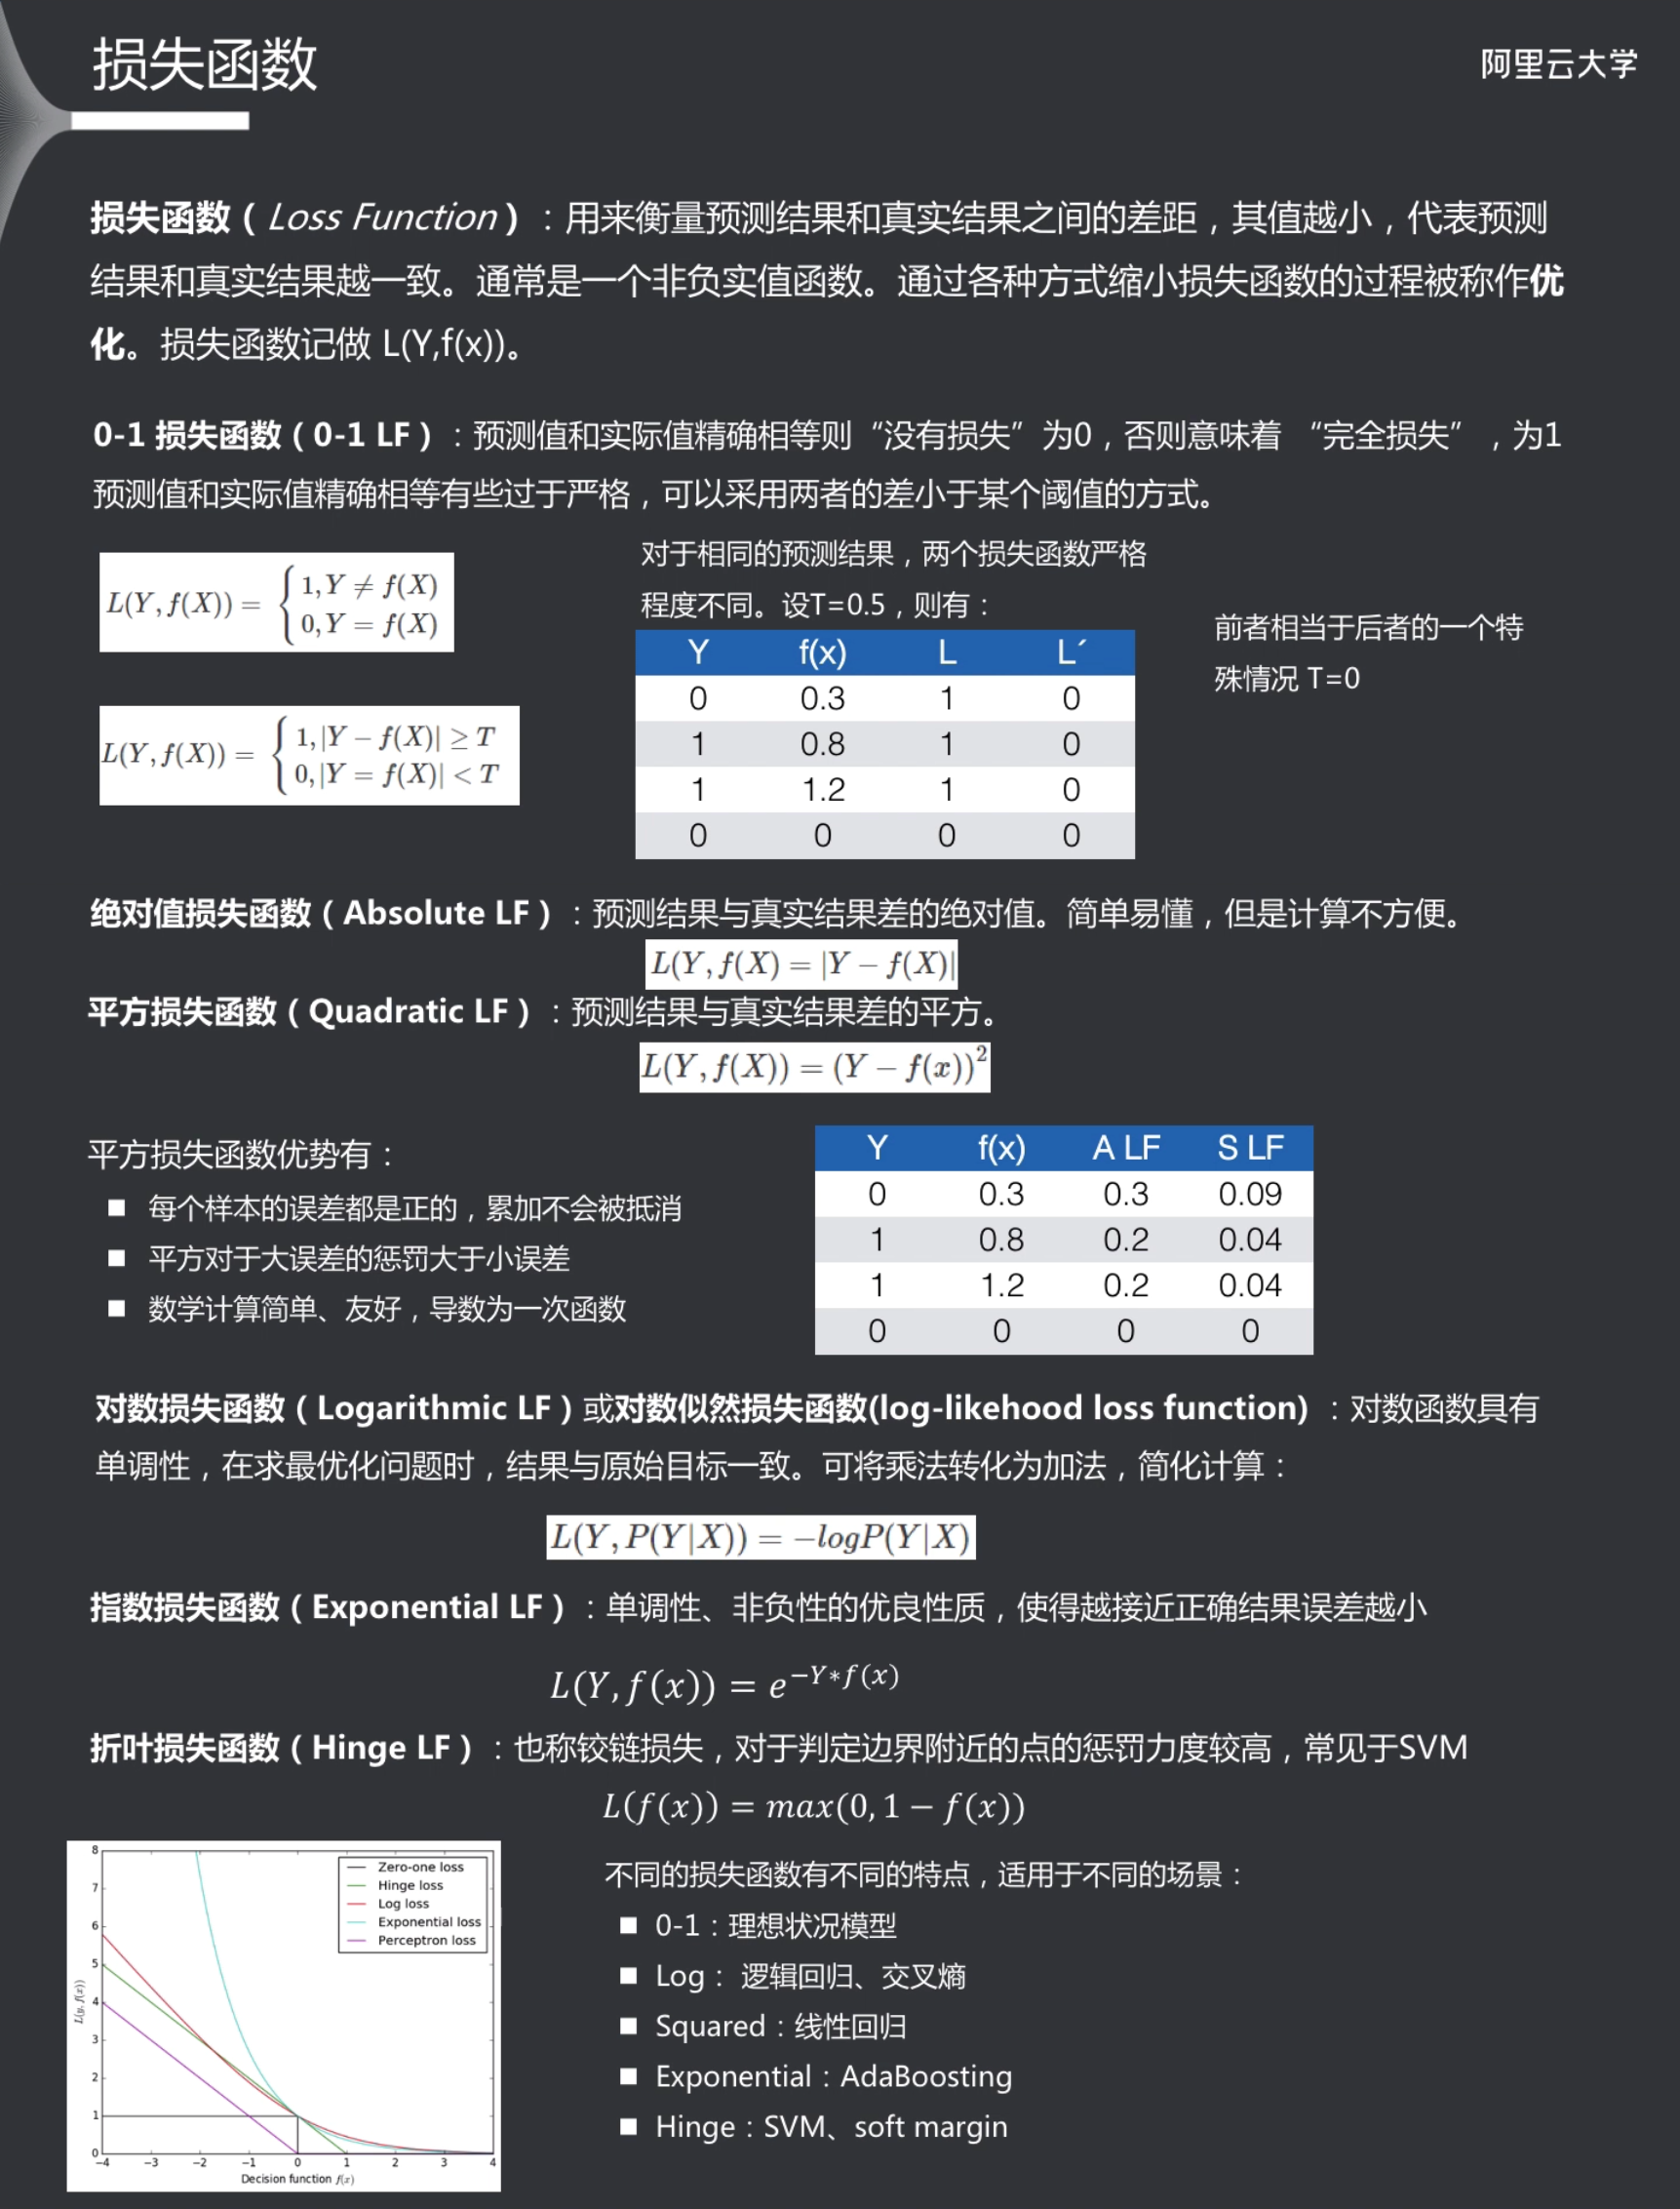 损失函数
阿里云大学
损失函数（Loss Function）：用来衡量预测结果和真实结果之间的差距，其值越小，代表预测
结果和真实结果越一致。通常是一个非负实值函数。通过各种方式缩小损失函数的过程被称作优
化。损失函数记做 L(Y,f(x))。
0-1 损失函数（0-1 LF）：预测值和实际值精确相等则“没有损失”为0，否则意味着 “完全损失”，为1
预测值和实际值精确相等有些过于严格，可以采用两者的差小于某个阈值的方式。
L(Y, f(X)) = { 1, Y ≠ f(X)
0, Y = f(X)
L(Y, f(X)) = { 1, |Y − f(X)| ≥ T
0, |Y = f(X)| < T
对于相同的预测结果，两个损失函数严格
程度不同。设T=0.5，则有：
Y f(x) L L´
0 0.3 1 0
1 0.8 1 0
1 1.2 1 0
0 0 0 0
前者相当于后者的一个特
殊情况 T=0
绝对值损失函数（Absolute LF）：预测结果与真实结果差的绝对值。简单易懂，但是计算不方便。
L(Y, f(X) = |Y − f(X)|
平方损失函数（Quadratic LF）：预测结果与真实结果差的平方。
L(Y, f(X)) = (Y − f(x))²
平方损失函数优势有：
■ 每个样本的误差都是正的，累加不会被抵消
■ 平方对于大误差的惩罚大于小误差
■ 数学计算简单、友好，导数为一次函数
Y f(x) A LF S LF
0 0.3 0.3 0.09
1 0.8 0.2 0.04
1 1.2 0.2 0.04
0 0 0 0
对数损失函数（Logarithmic LF）或对数似然损失函数(log-likehood loss function) ：对数函数具有
单调性，在求最优化问题时，结果与原始目标一致。可将乘法转化为加法，简化计算：
L(Y, P(Y|X)) = −logP(Y|X)
指数损失函数（Exponential LF）：单调性、非负性的优良性质，使得越接近正确结果误差越小
L(Y, f(x)) = e^{−Y∗f(x)}
折叶损失函数（Hinge LF）：也称铰链损失，对于判定边界附近的点的惩罚力度较高，常见于SVM
L(f(x)) = max(0, 1 − f(x))
8
7
6
5
4
3
2
1
0
L(y, f(x))
Zero-one loss
Hinge loss
Log loss
Exponential loss
Perceptron loss
−4 −3 −2 −1 0 1 2 3 4
Decision function f(x)
不同的损失函数有不同的特点，适用于不同的场景：
■ 0-1：理想状况模型
■ Log： 逻辑回归、交叉熵
■ Squared：线性回归
■ Exponential：AdaBoosting
■ Hinge：SVM、soft margin